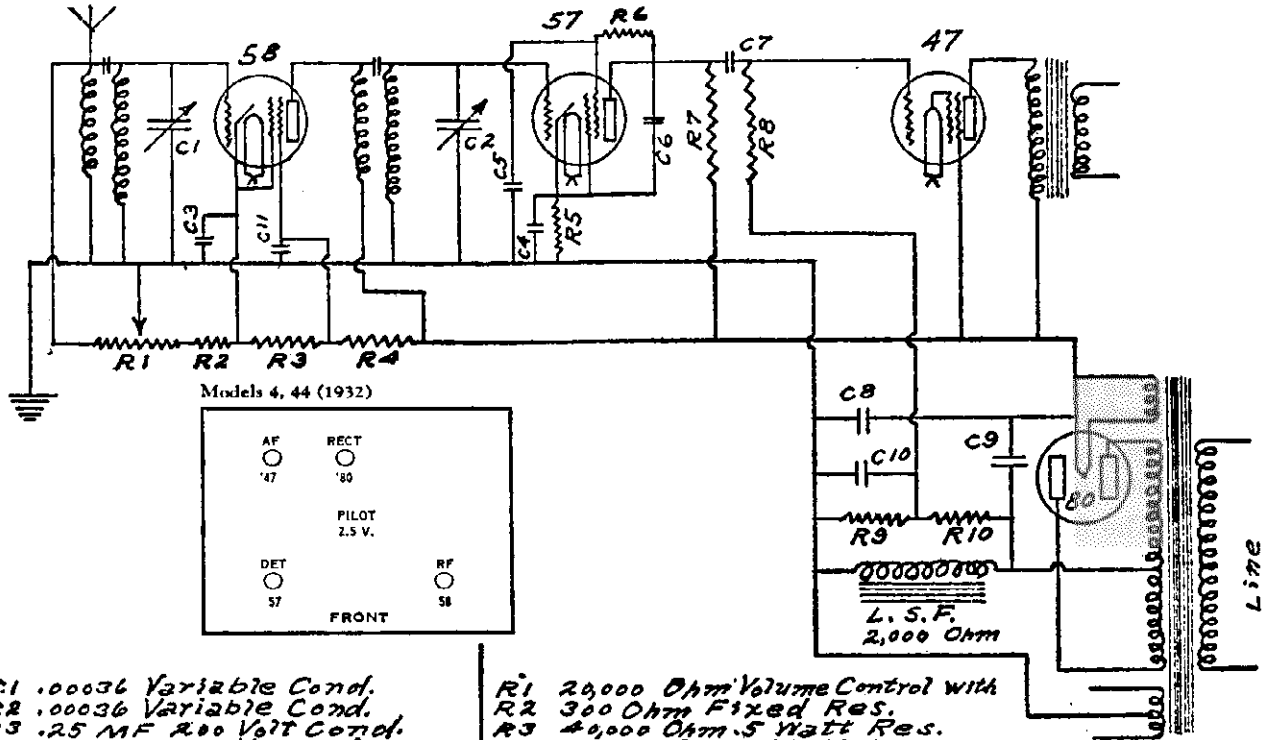 58
57
R6
C7
47
C1
C2
C5
C6
R7
R8
C3
C11
C4
R5
R1 R2 R3 R4
Models 4, 44 (1932)
AF RECT
'47 '80
PILOT
2.5 V.
DET RF
57 58
FRONT
C8
C10
C9
80
R9 R10
L. S. F.
2,000 Ohm
Line
C1 .00036 Variable Cond.
C2 .00036 Variable Cond.
C3 .25 MF 200 Volt Cond.
R1 20,000 Ohm Volume Control with
R2 300 Ohm Fixed Res.
R3 40,000 Ohm .5 Watt Res.